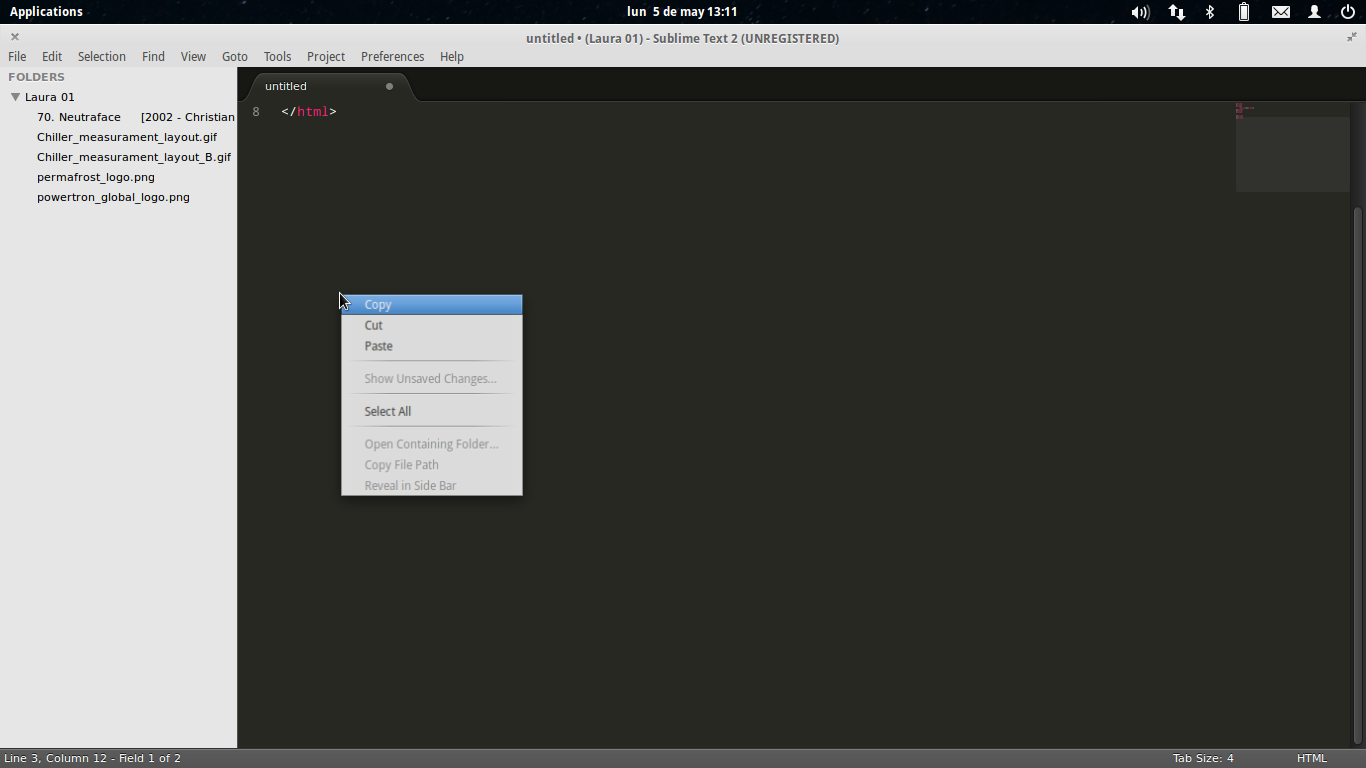 Applications
lun 5 de may 13:11
untitled • (Laura 01) - Sublime Text 2 (UNREGISTERED)
File Edit Selection Find View Goto Tools Project Preferences Help
FOLDERS
Laura 01
70. Neutraface [2002 - Christian
Chiller_measurament_layout.gif
Chiller_measurament_layout_B.gif
permafrost_logo.png
powertron_global_logo.png
untitled
8 </html>
Copy
Cut
Paste
Show Unsaved Changes...
Select All
Open Containing Folder...
Copy File Path
Reveal in Side Bar
Line 3, Column 12 - Field 1 of 2
Tab Size: 4
HTML